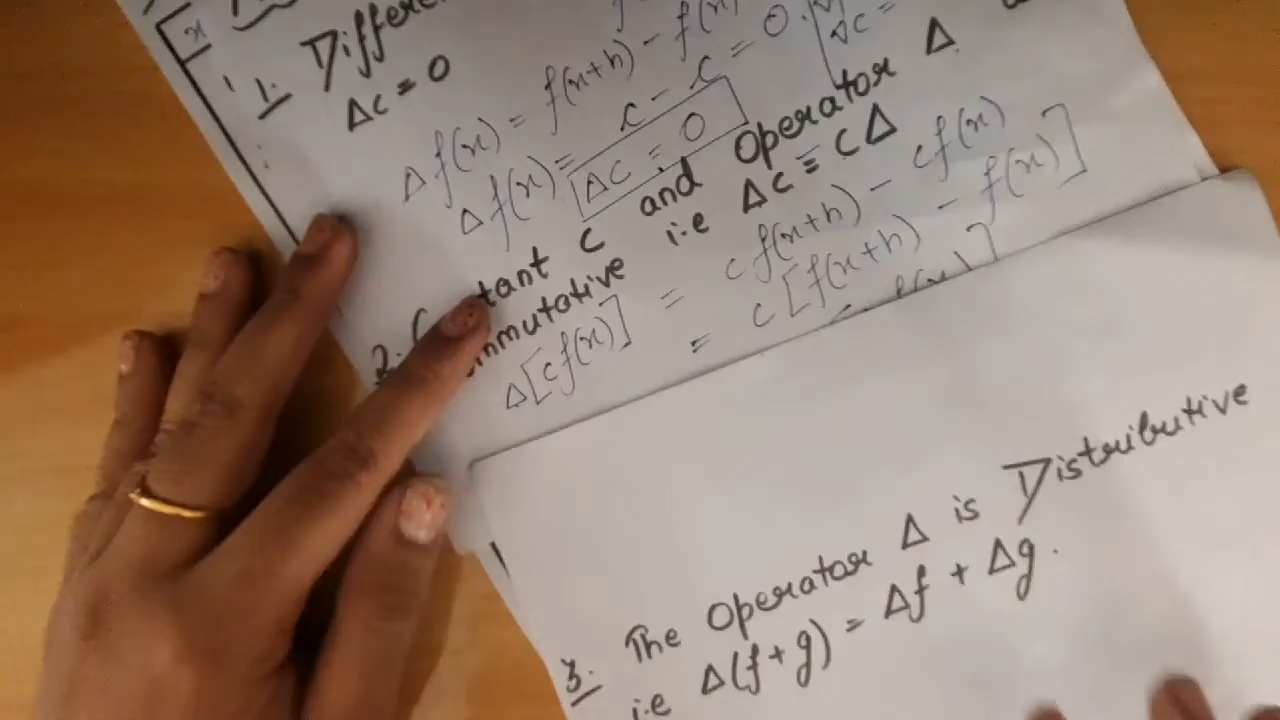 x
1. Differe
Δc = 0
Δf(x) = f(x+h) - f(x)
Δf(x) = c - c = 0.
Δc = 0
Δc =
2. C tant c and operator Δ
mmutative i.e Δc = cΔ
Δ[cf(x)] = cf(x+h) - cf(x)
= c[f(x+h) - f(x)]
3. The operator Δ is Distributive
i.e Δ(f+g) = Δf + Δg.